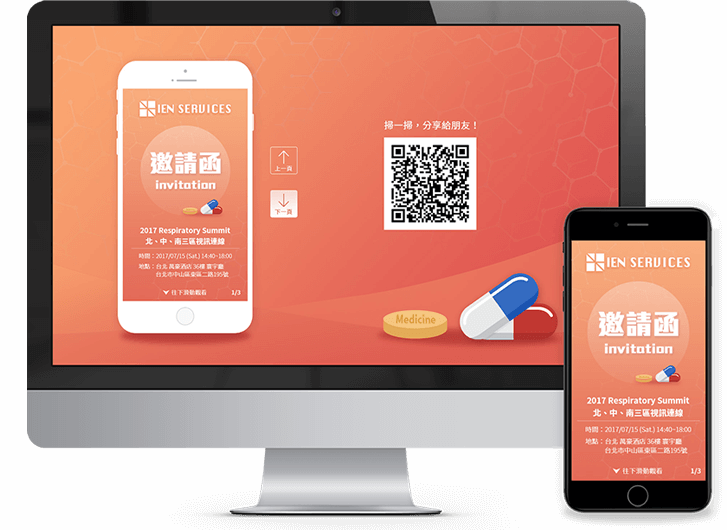 IEN SERVICES
邀請函
invitation
2017 Respiratory Summit
北、中、南三區視訊連線
時間：2017/07/15 (Sat.) 14:40~18:00
地點：台北 萬豪酒店 36樓 寰宇廳
台北市中山區樂區二路195號
往下滑動觀看
1/3
上一頁
下一頁
掃一掃，分享給朋友！
Medicine
IEN SERVICES
邀請函
invitation
2017 Respiratory Summit
北、中、南三區視訊連線
時間：2017/07/15 (Sat.) 14:40~18:00
地點：台北 萬豪酒店 36樓 寰宇廳
台北市中山區樂區二路195號
往下滑動觀看
1/3